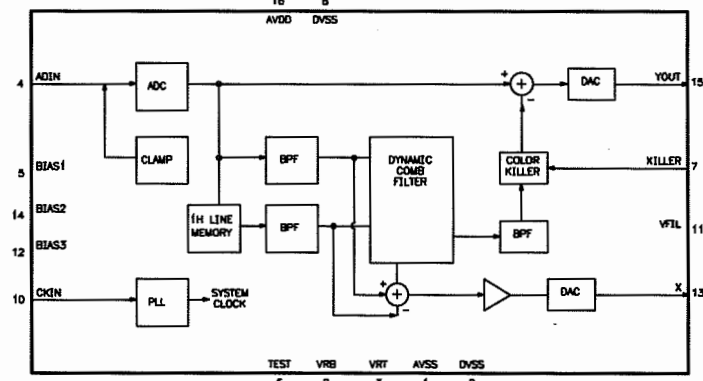 AVDD DVSS
4 ADIN ADC DAC YOUT 15
CLAMP BPF DYNAMIC COMB FILTER COLOR KILLER KILLER 7
5 BIAS1
14 BIAS2 1H LINE MEMORY BPF BPF VFIL 11
12 BIAS3
10 CKIN PLL SYSTEM CLOCK DAC X 13
TEST VRB VRT AVSS DVSS